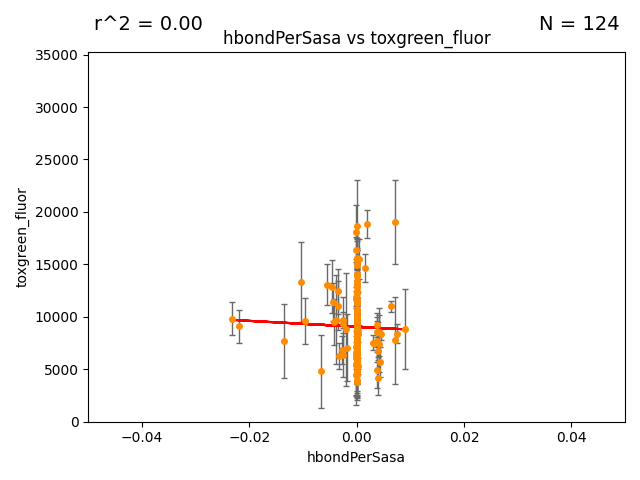 r^2 = 0.00
N = 124
hbondPerSasa vs toxgreen_fluor
35000
30000
25000
20000
15000
10000
5000
0
toxgreen_fluor
−0.04
−0.02
0.00
0.02
0.04
hbondPerSasa